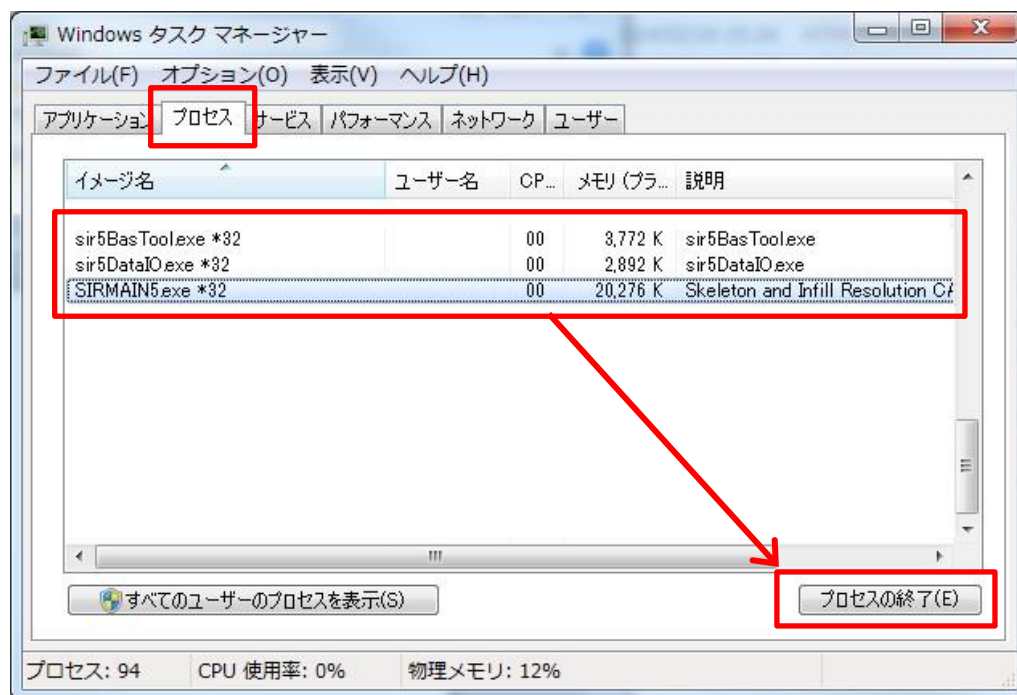 Windows タスク マネージャー
ファイル(F) オプション(O) 表示(V) ヘルプ(H)
アプリケーション プロセス サービス パフォーマンス ネットワーク ユーザー
イメージ名 ユーザー名 CP... メモリ (プラ... 説明
sir5BasTool.exe *32 00 3,772 K sir5BasTool.exe
sir5DataIO.exe *32 00 2,892 K sir5DataIO.exe
SIRMAIN5.exe *32 00 20,276 K Skeleton and Infill Resolution CA
すべてのユーザーのプロセスを表示(S) プロセスの終了(E)
プロセス: 94 CPU 使用率: 0% 物理メモリ: 12%